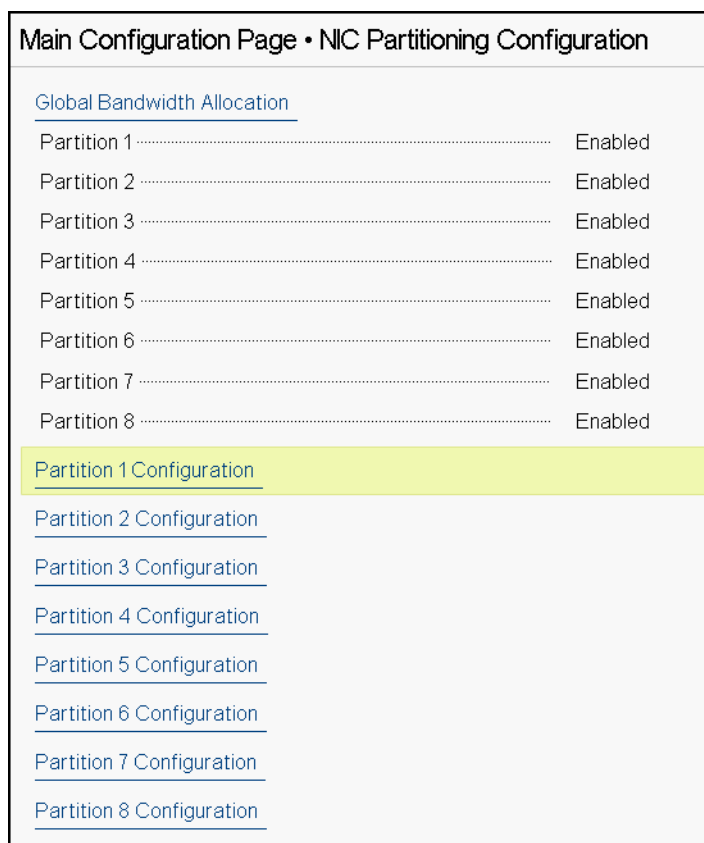 Main Configuration Page • NIC Partitioning Configuration
Global Bandwidth Allocation
Partition 1 Enabled
Partition 2 Enabled
Partition 3 Enabled
Partition 4 Enabled
Partition 5 Enabled
Partition 6 Enabled
Partition 7 Enabled
Partition 8 Enabled
Partition 1 Configuration
Partition 2 Configuration
Partition 3 Configuration
Partition 4 Configuration
Partition 5 Configuration
Partition 6 Configuration
Partition 7 Configuration
Partition 8 Configuration